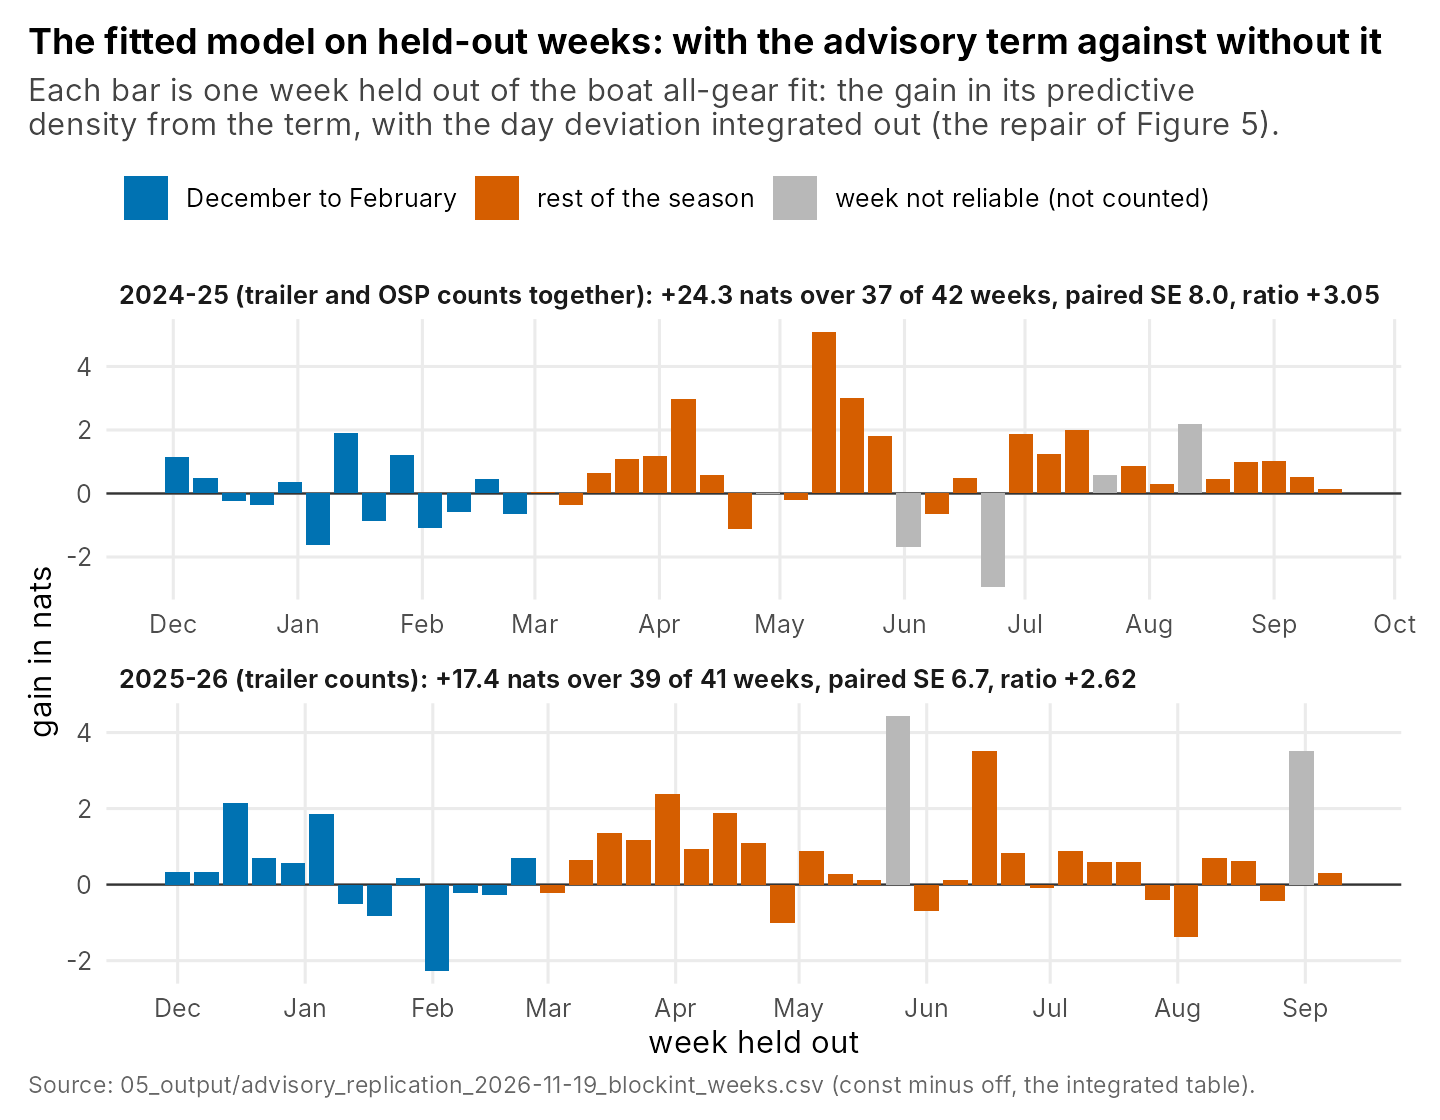 The fitted model on held-out weeks: with the advisory term against without it
Each bar is one week held out of the boat all-gear fit: the gain in its predictive
density from the term, with the day deviation integrated out (the repair of Figure 5).
December to February
rest of the season
week not reliable (not counted)
2024-25 (trailer and OSP counts together): +24.3 nats over 37 of 42 weeks, paired SE 8.0, ratio +3.05
4
2
0
-2
Dec Jan Feb Mar Apr May Jun Jul Aug Sep Oct
gain in nats
2025-26 (trailer counts): +17.4 nats over 39 of 41 weeks, paired SE 6.7, ratio +2.62
4
2
0
-2
Dec Jan Feb Mar Apr May Jun Jul Aug Sep
week held out
Source: 05_output/advisory_replication_2026-11-19_blockint_weeks.csv (const minus off, the integrated table).